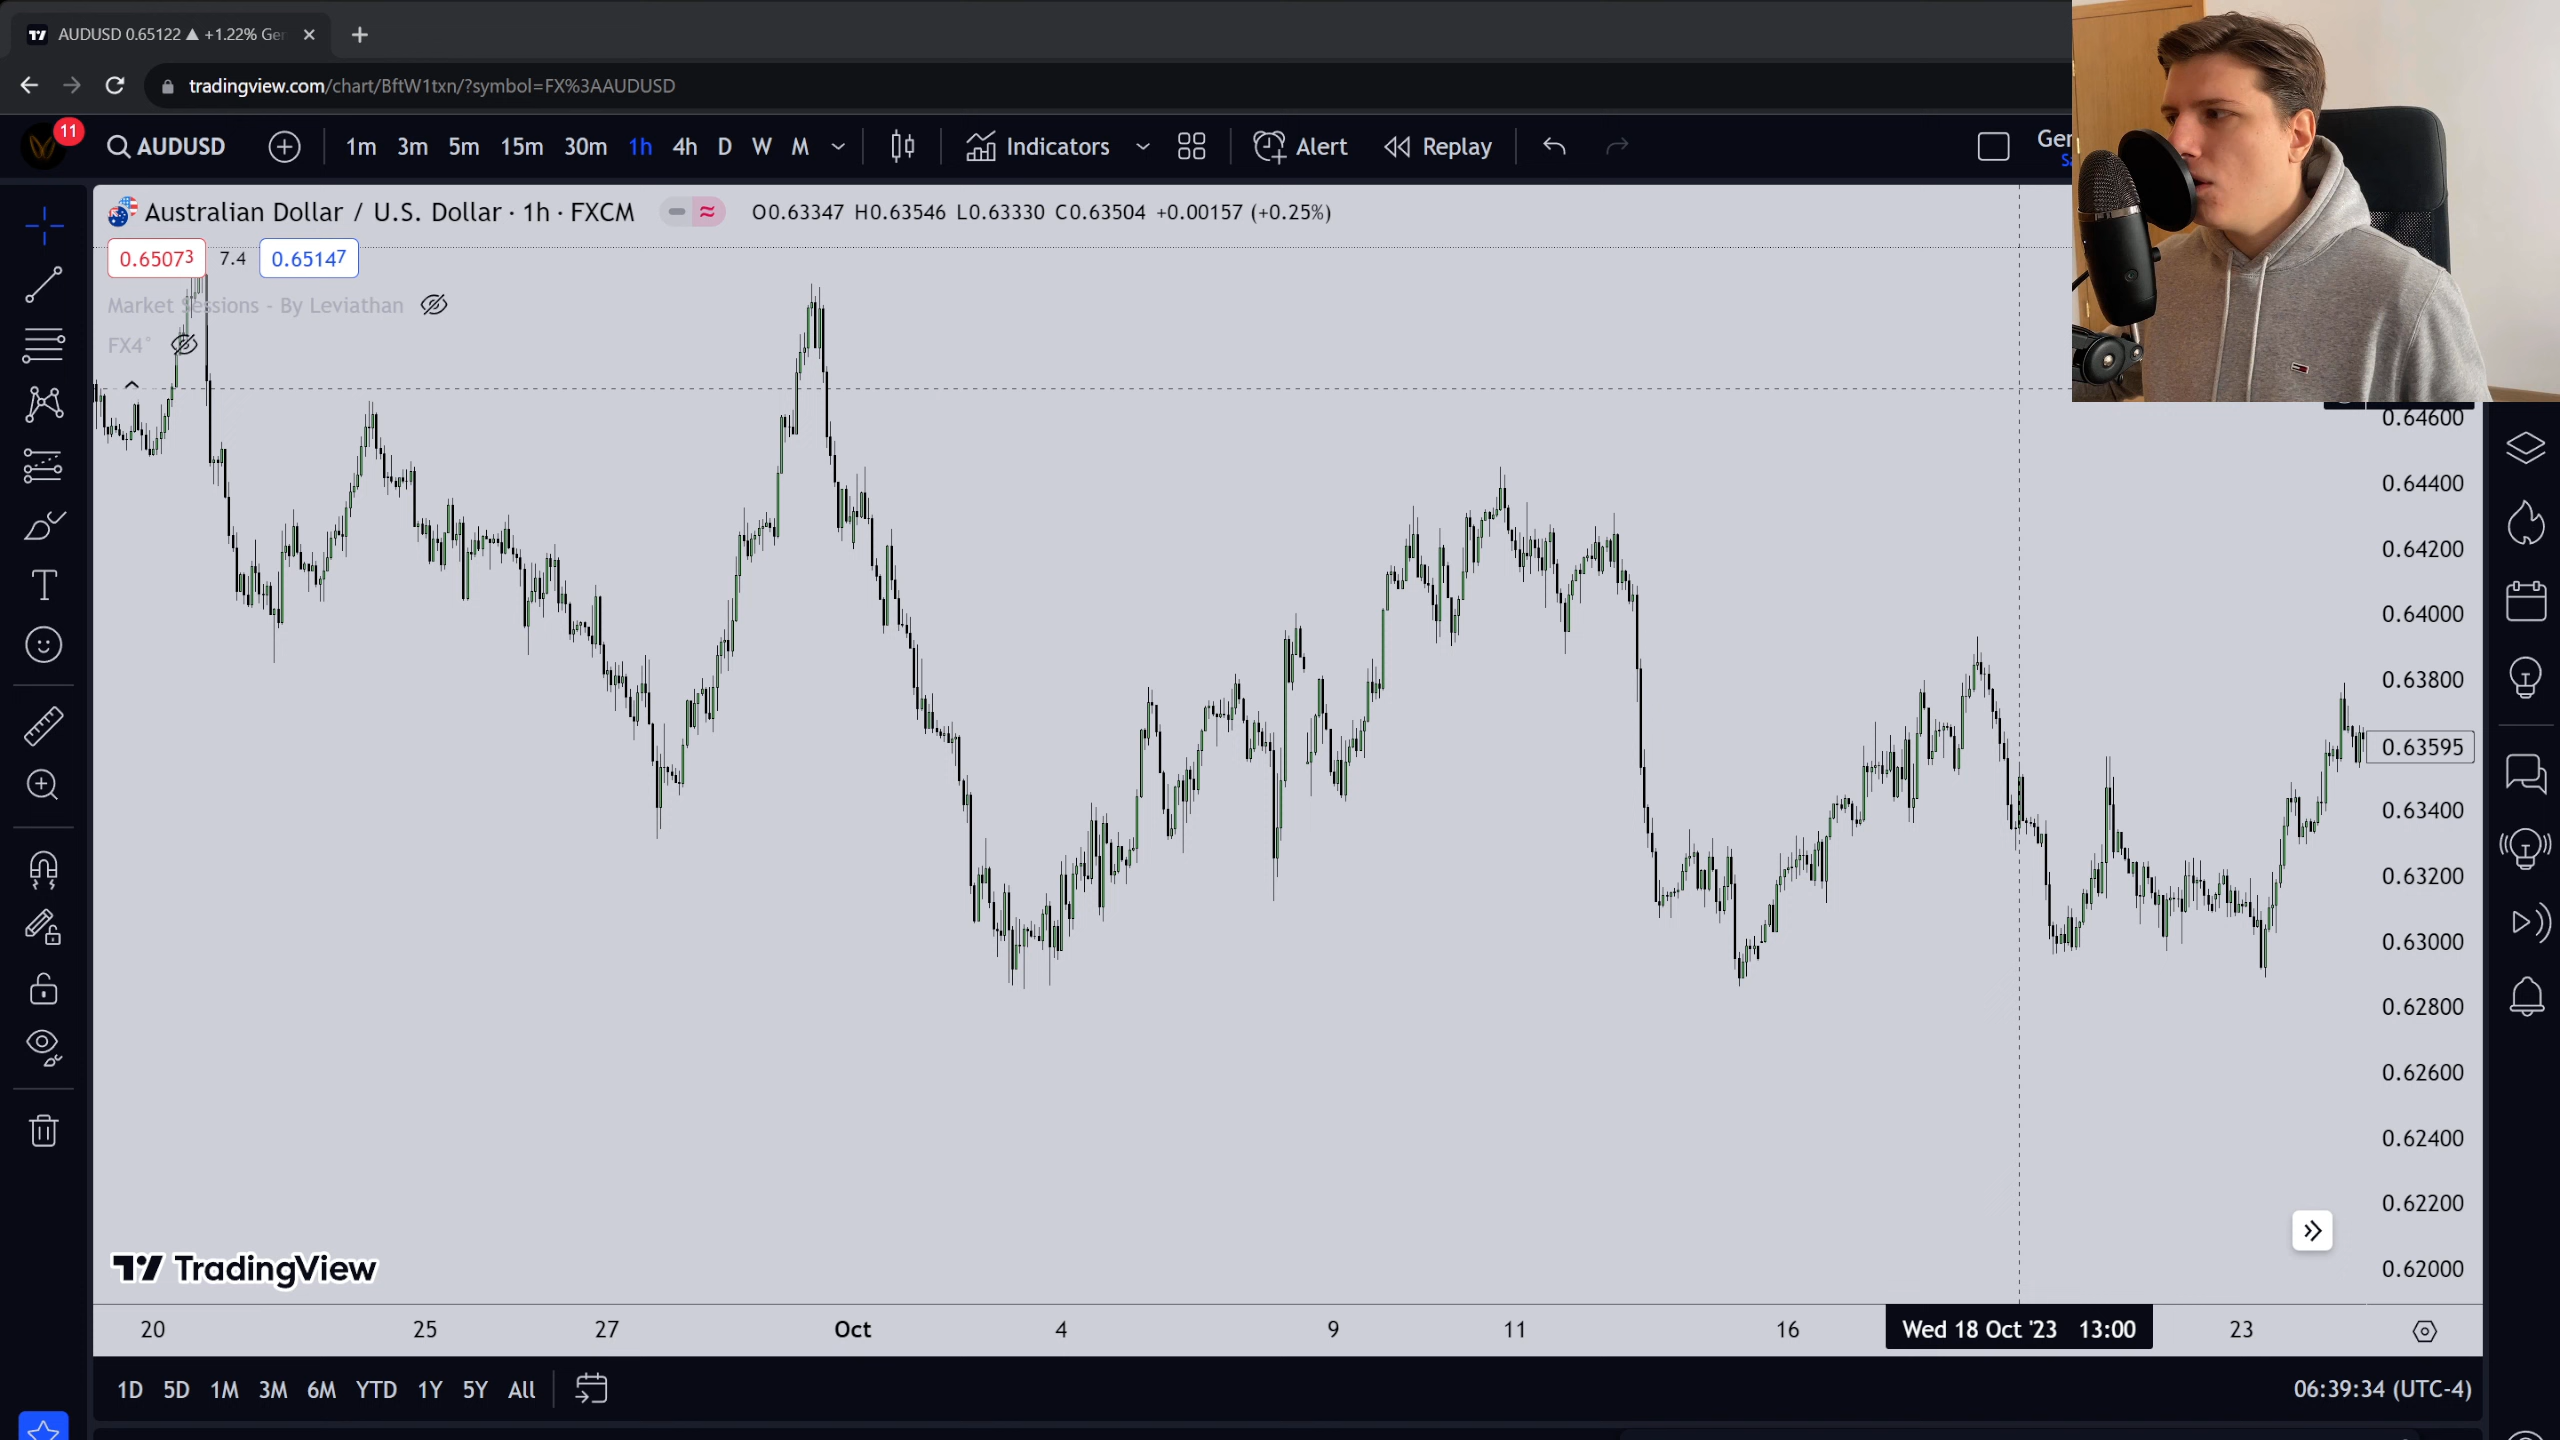 AUDUSD 0.65122 ▲ +1.22% Ge
tradingview.com/chart/BftW1txn/?symbol=FX%3AAUDUSD
11
AUDUSD 1m 3m 5m 15m 30m 1h 4h D W M Indicators Alert Replay
Australian Dollar / U.S. Dollar · 1h · FXCM O0.63347 H0.63546 L0.63330 C0.63504 +0.00157 (+0.25%)
0.65073 7.4 0.65147
Market Sessions - By Leviathan
FX4°
0.64600
0.64400
0.64200
0.64000
0.63800
0.63595
0.63400
0.63200
0.63000
0.62800
0.62600
0.62400
0.62200
0.62000
TradingView
20 25 27 Oct 4 9 11 16 Wed 18 Oct '23 13:00 23
1D 5D 1M 3M 6M YTD 1Y 5Y All
06:39:34 (UTC-4)